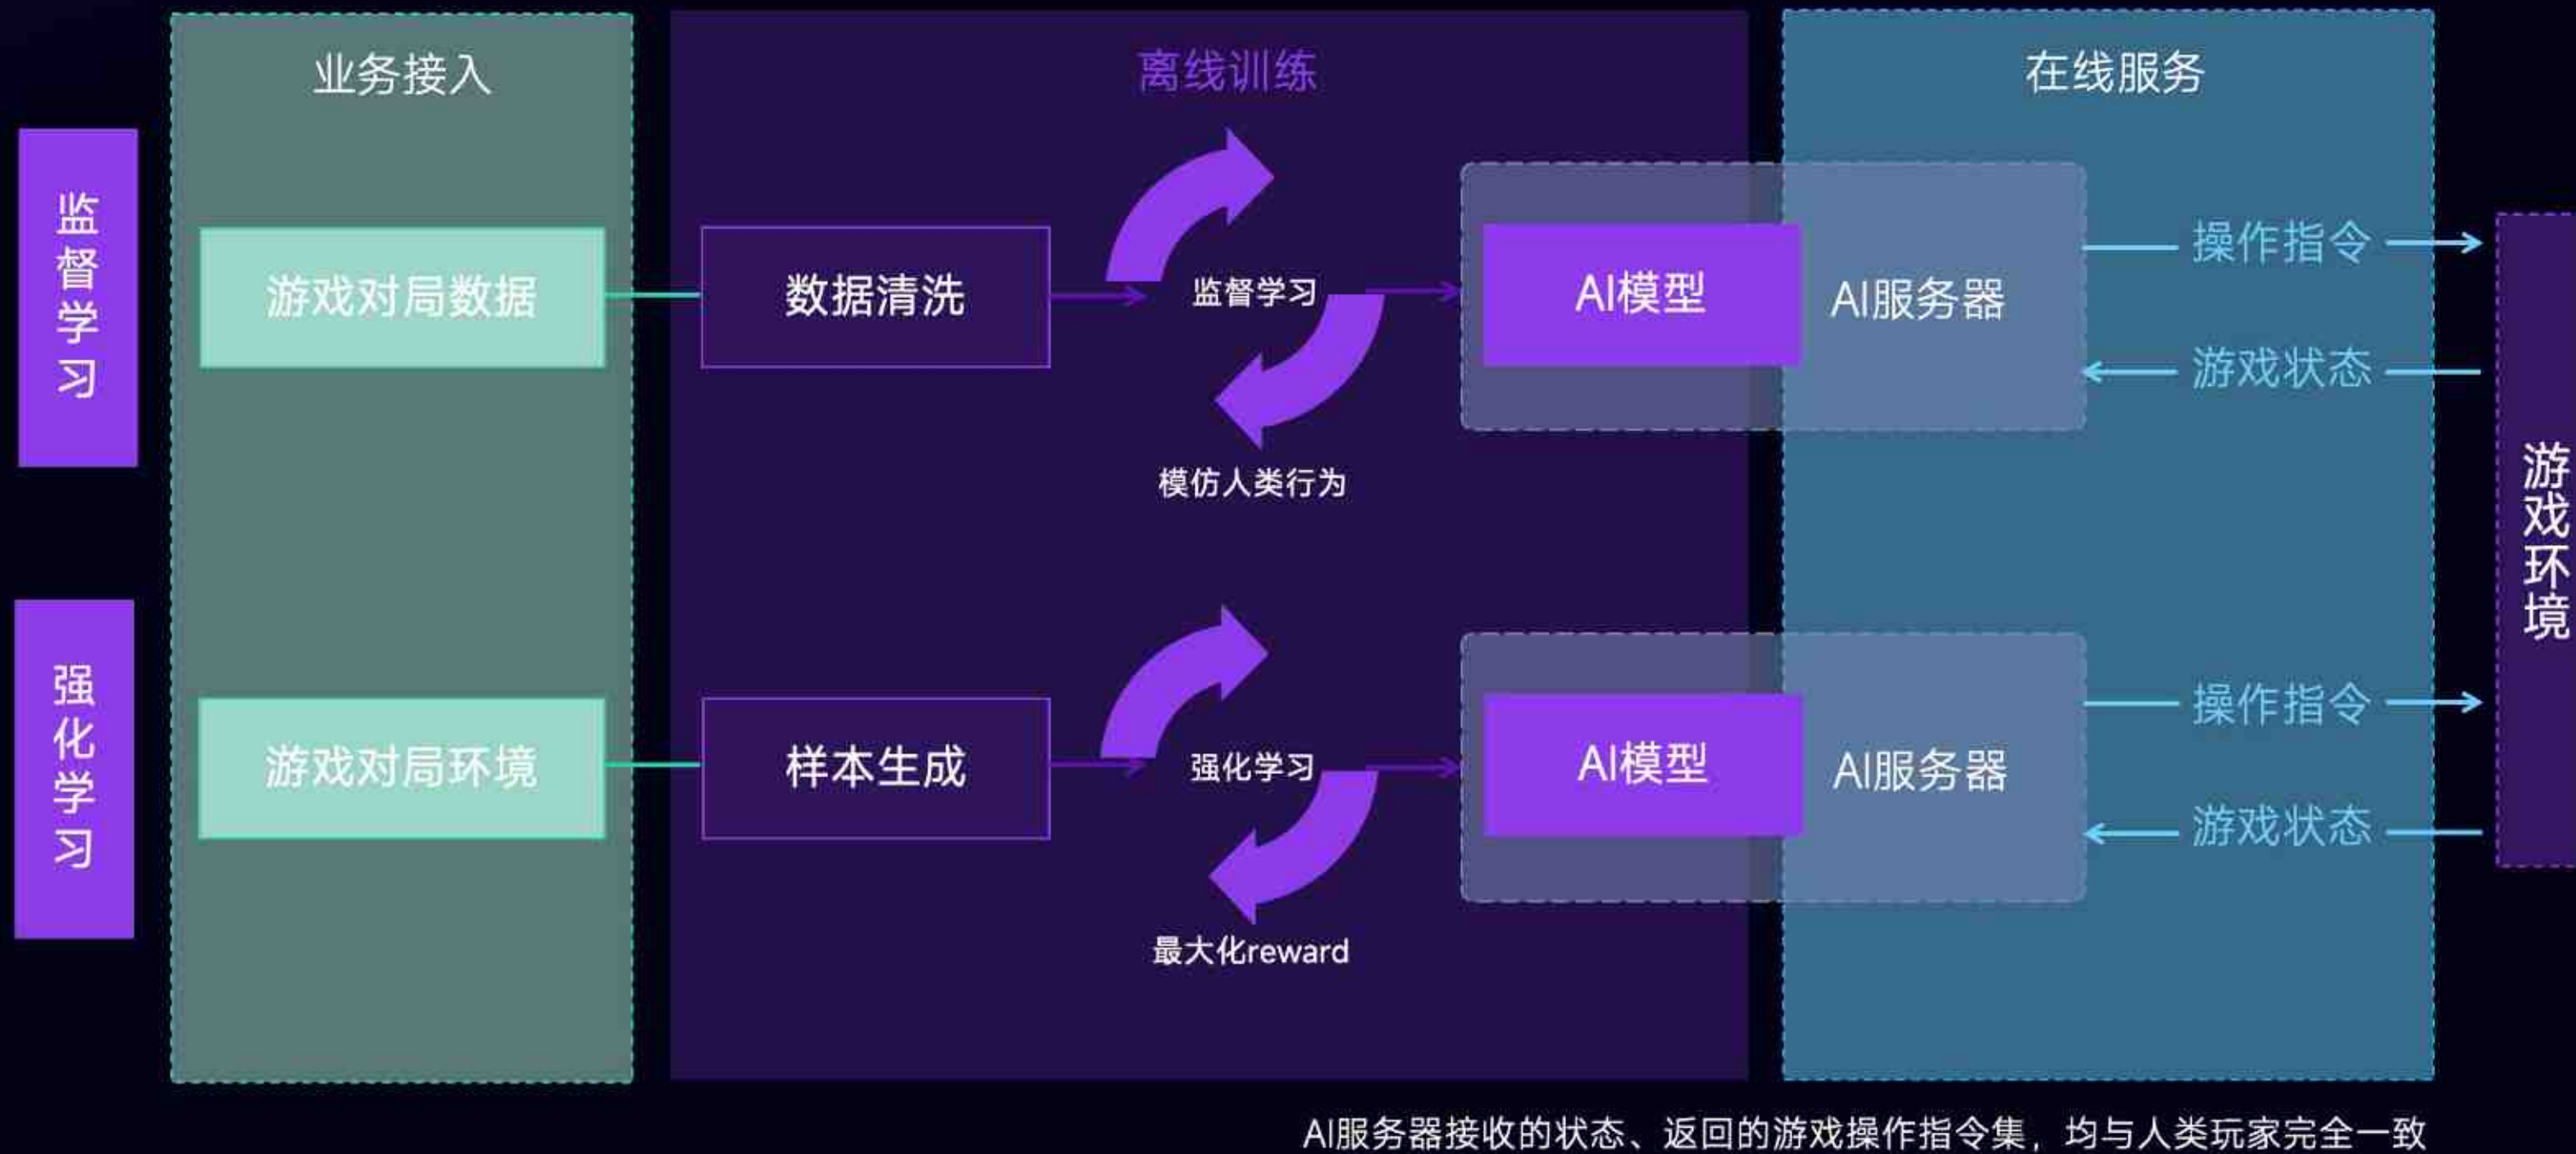 业务接入
离线训练
在线服务
监督学习
游戏对局数据
数据清洗
监督学习
模仿人类行为
AI模型
AI服务器
操作指令
游戏状态
游戏环境
强化学习
游戏对局环境
样本生成
强化学习
最大化reward
AI模型
AI服务器
操作指令
游戏状态
AI服务器接收的状态、返回的游戏操作指令集，均与人类玩家完全一致